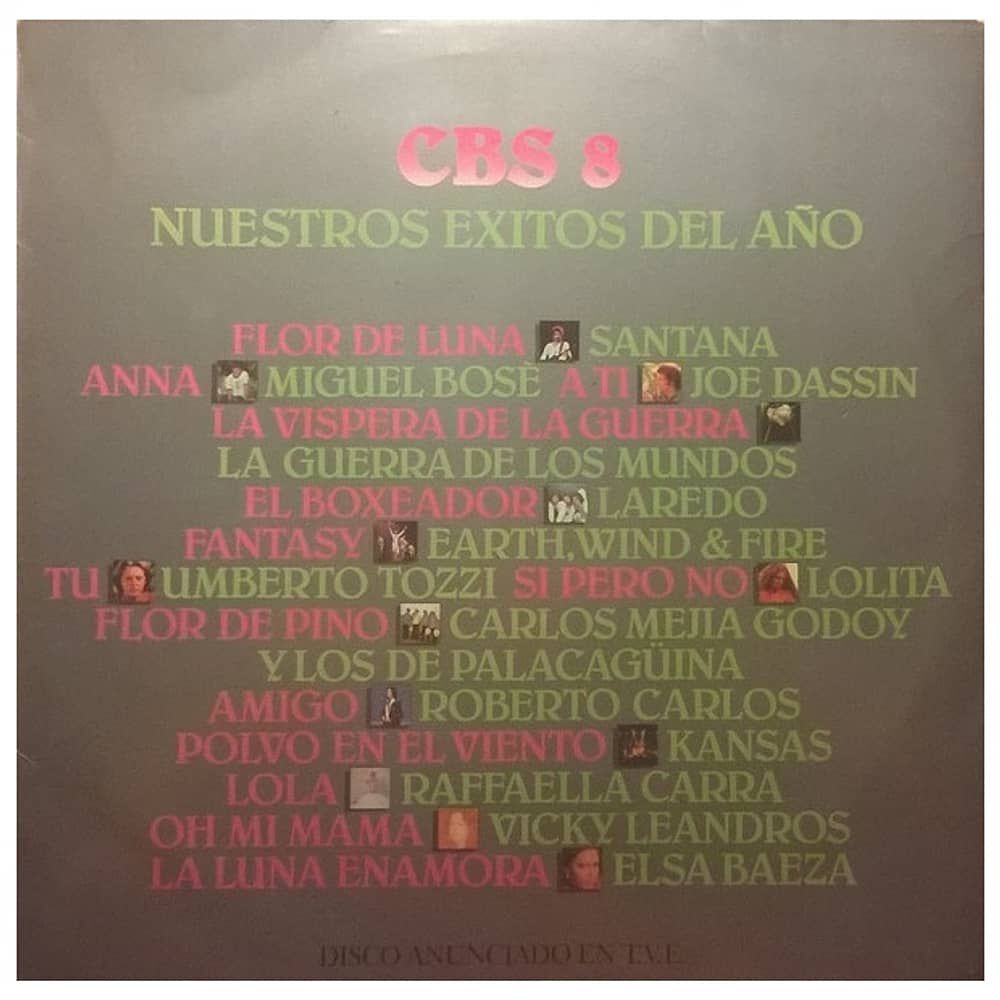 CBS 8
NUESTROS EXITOS DEL AÑO
FLOR DE LUNA SANTANA
ANNA MIGUEL BOSÈ A TI JOE DASSIN
LA VISPERA DE LA GUERRA
LA GUERRA DE LOS MUNDOS
EL BOXEADOR LAREDO
FANTASY EARTH, WIND & FIRE
TU UMBERTO TOZZI SI PERO NO LOLITA
FLOR DE PINO CARLOS MEJIA GODOY
Y LOS DE PALACAGÜINA
AMIGO ROBERTO CARLOS
POLVO EN EL VIENTO KANSAS
LOLA RAFFAELLA CARRA
OH MI MAMA VICKY LEANDROS
LA LUNA ENAMORA ELSA BAEZA
DISCO ANUNCIADO EN T.V.E.